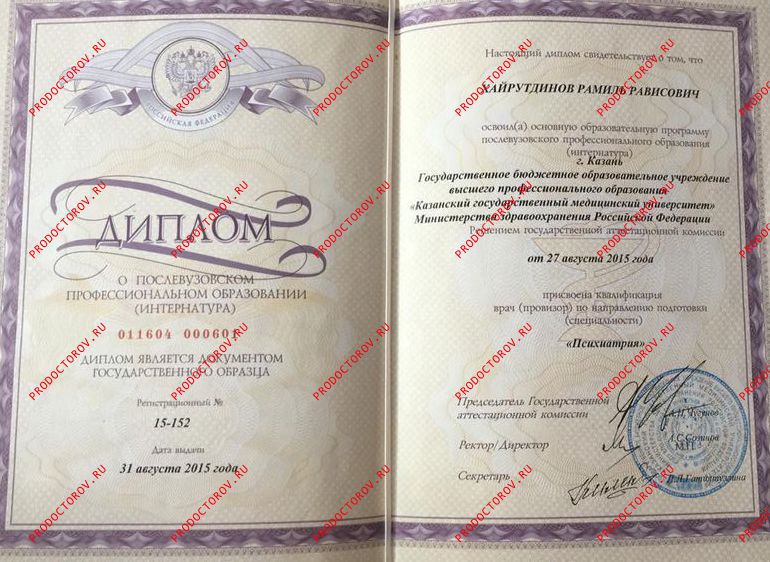 РОССИЙСКАЯ ФЕДЕРАЦИЯ
ДИПЛОМ
О ПОСЛЕВУЗОВСКОМ
ПРОФЕССИОНАЛЬНОМ ОБРАЗОВАНИИ
(ИНТЕРНАТУРА)
011604 000601
ДИПЛОМ ЯВЛЯЕТСЯ ДОКУМЕНТОМ
ГОСУДАРСТВЕННОГО ОБРАЗЦА
Регистрационный №
15-152
Дата выдачи
31 августа 2015 года
Настоящий диплом свидетельствует о том, что
ХАЙРУТДИНОВ РАМИЛЬ РАВИСОВИЧ
освоил(а) основную образовательную программу
послевузовского профессионального образования
(интернатура)
г. Казань
Государственное бюджетное образовательное учреждение
высшего профессионального образования
«Казанский государственный медицинский университет»
Министерства здравоохранения Российской Федерации
Решением государственной аттестационной комиссии
от 27 августа 2015 года
присвоена квалификация
врач (провизор) по направлению подготовки
(специальности)
«Психиатрия»
Председатель Государственной
аттестационной комиссии
Ректор/Директор
А.С.Созинов
М.П.
Секретарь
PRODOCTOROV.RU